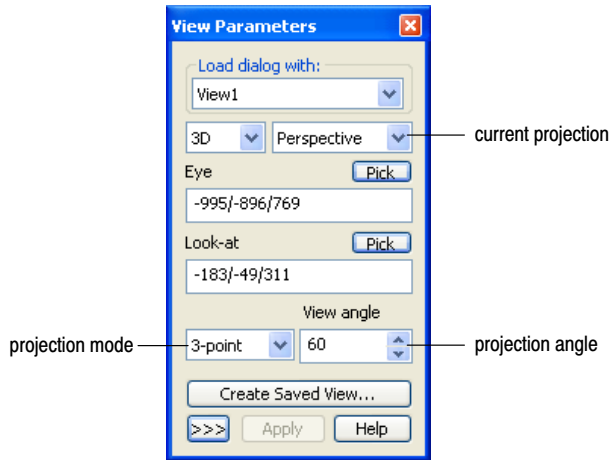 View Parameters
Load dialog with:
View1
3D Perspective current projection
Eye Pick
-995/-896/769
Look-at Pick
-183/-49/311
View angle
projection mode 3-point 60 projection angle
Create Saved View...
>>> Apply Help